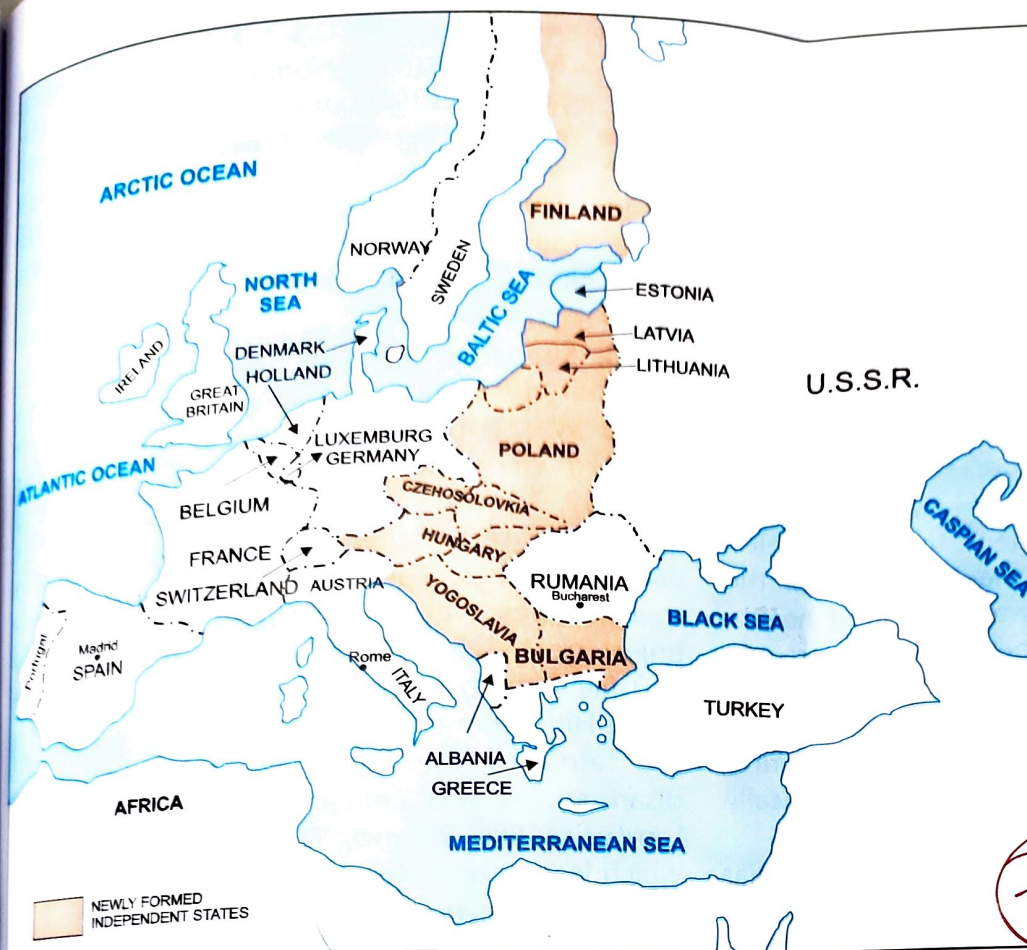 ARCTIC OCEAN
FINLAND
NORWAY
SWEDEN
NORTH
SEA
BALTIC SEA
ESTONIA
LATVIA
LITHUANIA
U.S.S.R.
IRELAND
DENMARK
HOLLAND
GREAT
BRITAIN
LUXEMBURG
GERMANY
POLAND
ATLANTIC OCEAN
BELGIUM
CZEHOSOLOVKIA
CASPIAN SEA
FRANCE
HUNGARY
SWITZERLAND
AUSTRIA
RUMANIA
Bucharest
YOGOSLAVIA
BLACK SEA
Portugal
Madrid
SPAIN
Rome
ITALY
BULGARIA
TURKEY
ALBANIA
GREECE
AFRICA
MEDITERRANEAN SEA
NEWLY FORMED
INDEPENDENT STATES